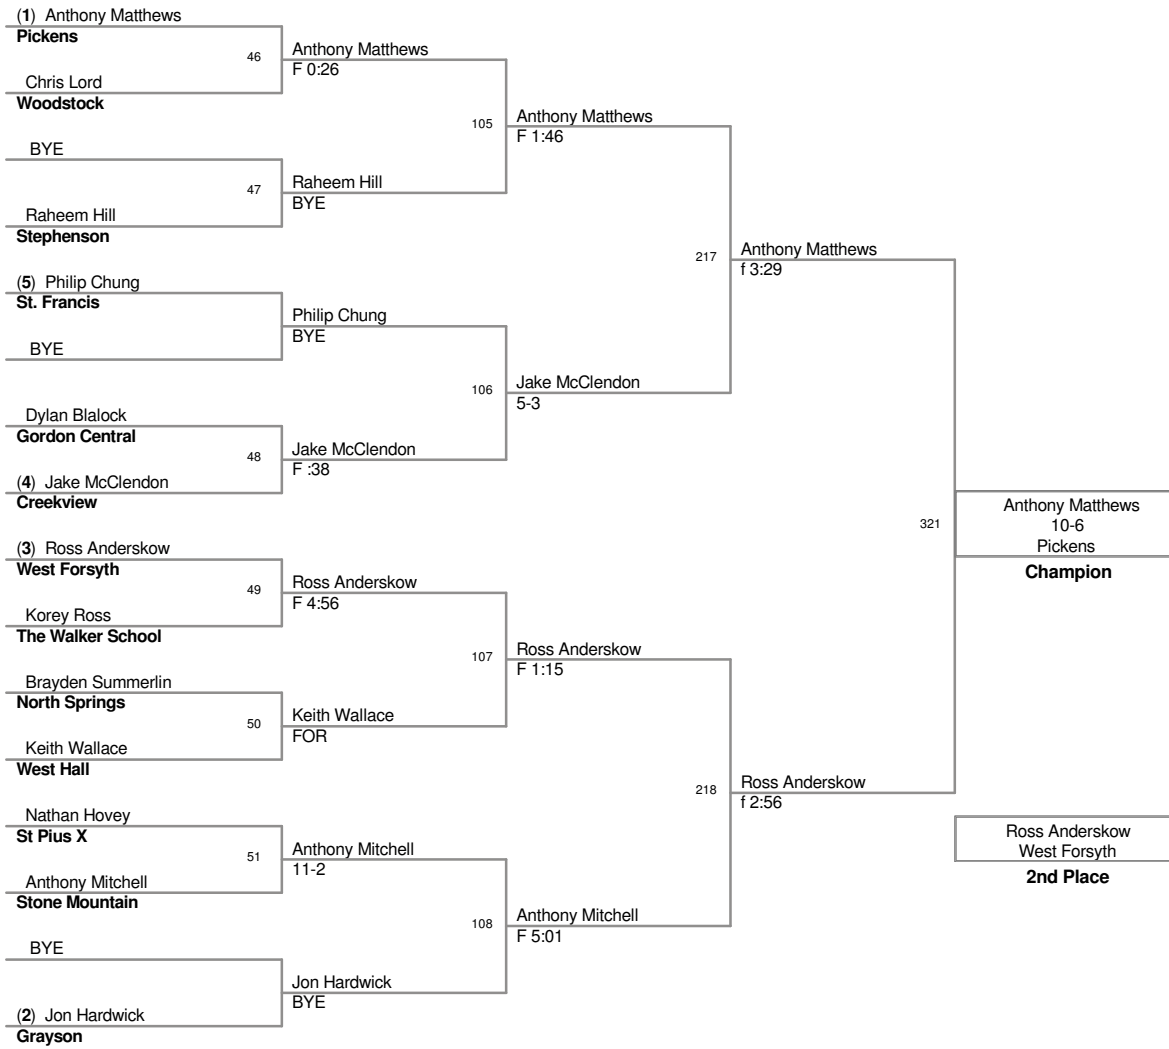 (1) Anthony Matthews
Pickens
46
Chris Lord
Woodstock
BYE
47
Raheem Hill
Stephenson
(5) Philip Chung
St. Francis
BYE
Dylan Blalock
Gordon Central
48
(4) Jake McClendon
Creekview
(3) Ross Anderskow
West Forsyth
49
Korey Ross
The Walker School
Brayden Summerlin
North Springs
50
Keith Wallace
West Hall
Nathan Hovey
St Pius X
51
Anthony Mitchell
Stone Mountain
BYE
(2) Jon Hardwick
Grayson
Anthony Matthews
F 0:26
105
Raheem Hill
BYE
Philip Chung
BYE
106
Jake McClendon
F :38
Ross Anderskow
F 4:56
107
Keith Wallace
FOR
Anthony Mitchell
11-2
108
Jon Hardwick
BYE
Anthony Matthews
F 1:46
217
Jake McClendon
5-3
Ross Anderskow
F 1:15
218
Anthony Mitchell
F 5:01
Anthony Matthews
f 3:29
321
Ross Anderskow
f 2:56
Anthony Matthews
10-6
Pickens
Champion
Ross Anderskow
West Forsyth
2nd Place